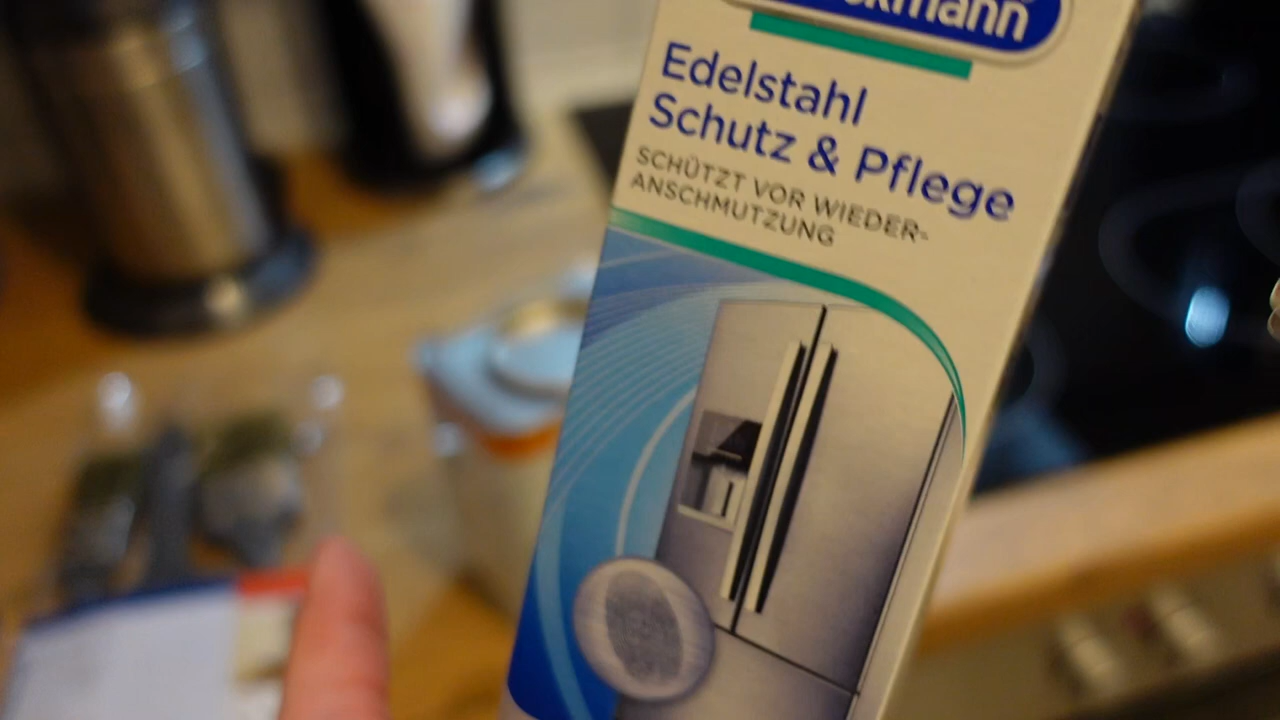 Edelstahl
Schutz & Pflege
SCHÜTZT VOR WIEDER-
ANSCHMUTZUNG